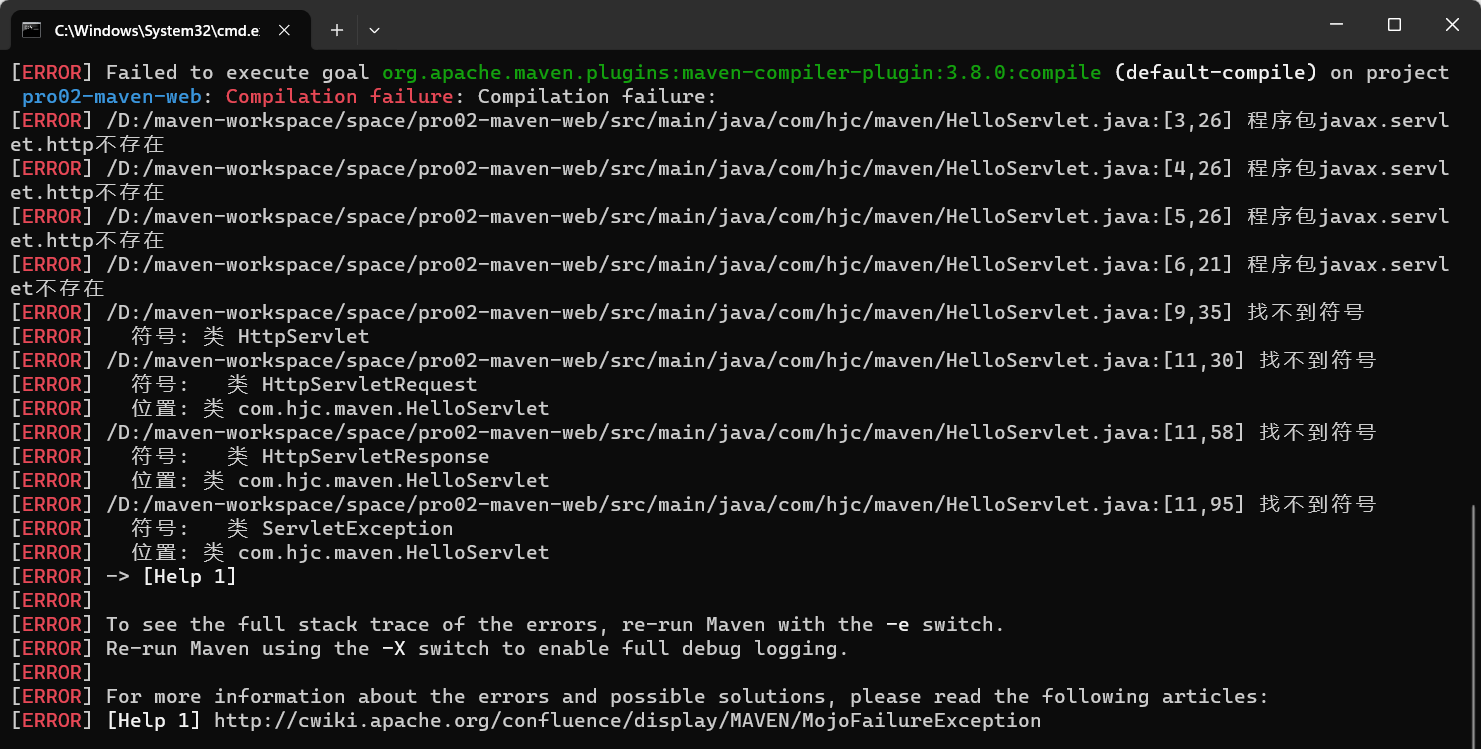 C:\Windows\System32\cmd.e
[ERROR] Failed to execute goal org.apache.maven.plugins:maven-compiler-plugin:3.8.0:compile (default-compile) on project
pro02-maven-web: Compilation failure: Compilation failure:
[ERROR] /D:/maven-workspace/space/pro02-maven-web/src/main/java/com/hjc/maven/HelloServlet.java:[3,26] 程序包javax.servl
et.http不存在
[ERROR] /D:/maven-workspace/space/pro02-maven-web/src/main/java/com/hjc/maven/HelloServlet.java:[4,26] 程序包javax.servl
et.http不存在
[ERROR] /D:/maven-workspace/space/pro02-maven-web/src/main/java/com/hjc/maven/HelloServlet.java:[5,26] 程序包javax.servl
et.http不存在
[ERROR] /D:/maven-workspace/space/pro02-maven-web/src/main/java/com/hjc/maven/HelloServlet.java:[6,21] 程序包javax.servl
et不存在
[ERROR] /D:/maven-workspace/space/pro02-maven-web/src/main/java/com/hjc/maven/HelloServlet.java:[9,35] 找不到符号
[ERROR]   符号: 类 HttpServlet
[ERROR] /D:/maven-workspace/space/pro02-maven-web/src/main/java/com/hjc/maven/HelloServlet.java:[11,30] 找不到符号
[ERROR]   符号:   类 HttpServletRequest
[ERROR]   位置: 类 com.hjc.maven.HelloServlet
[ERROR] /D:/maven-workspace/space/pro02-maven-web/src/main/java/com/hjc/maven/HelloServlet.java:[11,58] 找不到符号
[ERROR]   符号:   类 HttpServletResponse
[ERROR]   位置: 类 com.hjc.maven.HelloServlet
[ERROR] /D:/maven-workspace/space/pro02-maven-web/src/main/java/com/hjc/maven/HelloServlet.java:[11,95] 找不到符号
[ERROR]   符号:   类 ServletException
[ERROR]   位置: 类 com.hjc.maven.HelloServlet
[ERROR] -> [Help 1]
[ERROR]
[ERROR] To see the full stack trace of the errors, re-run Maven with the -e switch.
[ERROR] Re-run Maven using the -X switch to enable full debug logging.
[ERROR]
[ERROR] For more information about the errors and possible solutions, please read the following articles:
[ERROR] [Help 1] http://cwiki.apache.org/confluence/display/MAVEN/MojoFailureException